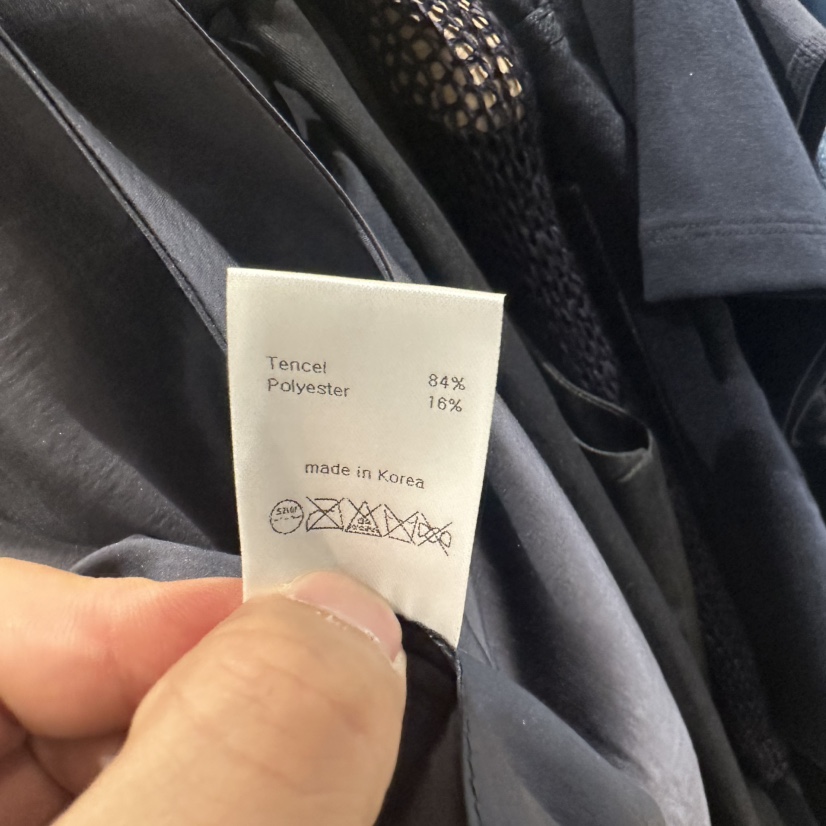 Tencel 84%
Polyester 16%
made in Korea